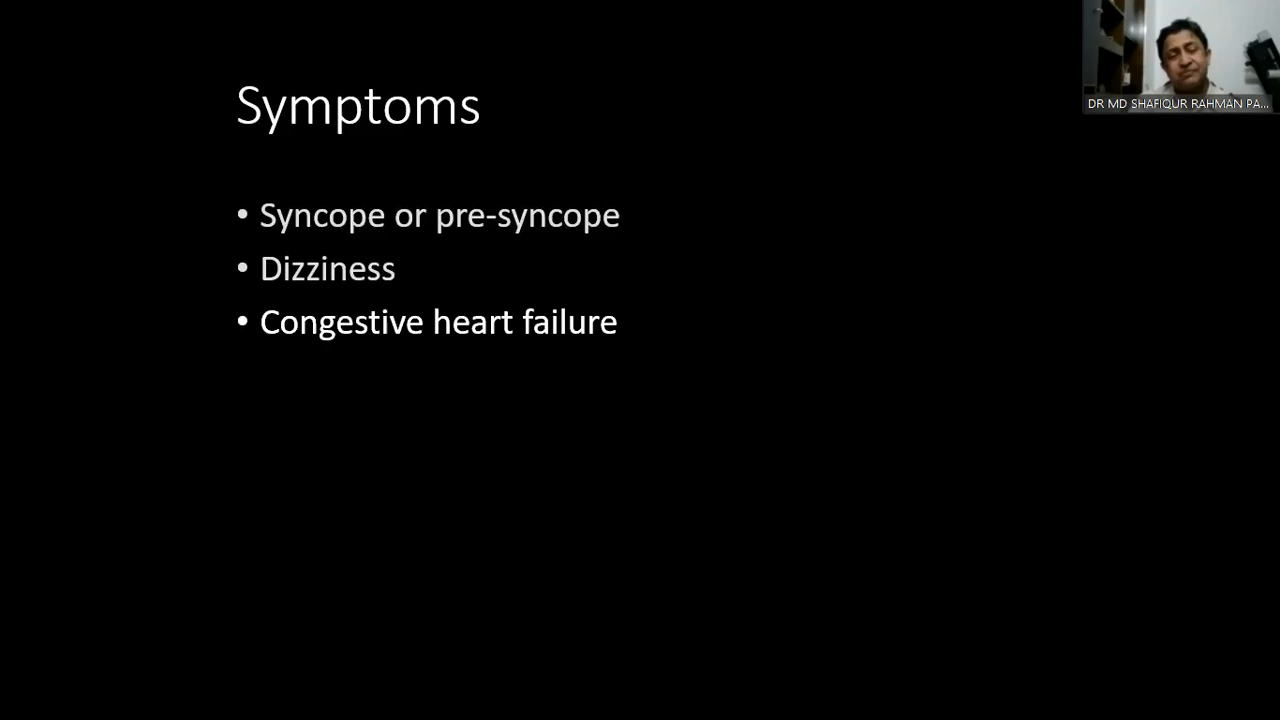 DR MD SHAFIQUR RAHMAN PA...
Symptoms
• Syncope or pre-syncope
• Dizziness
• Congestive heart failure